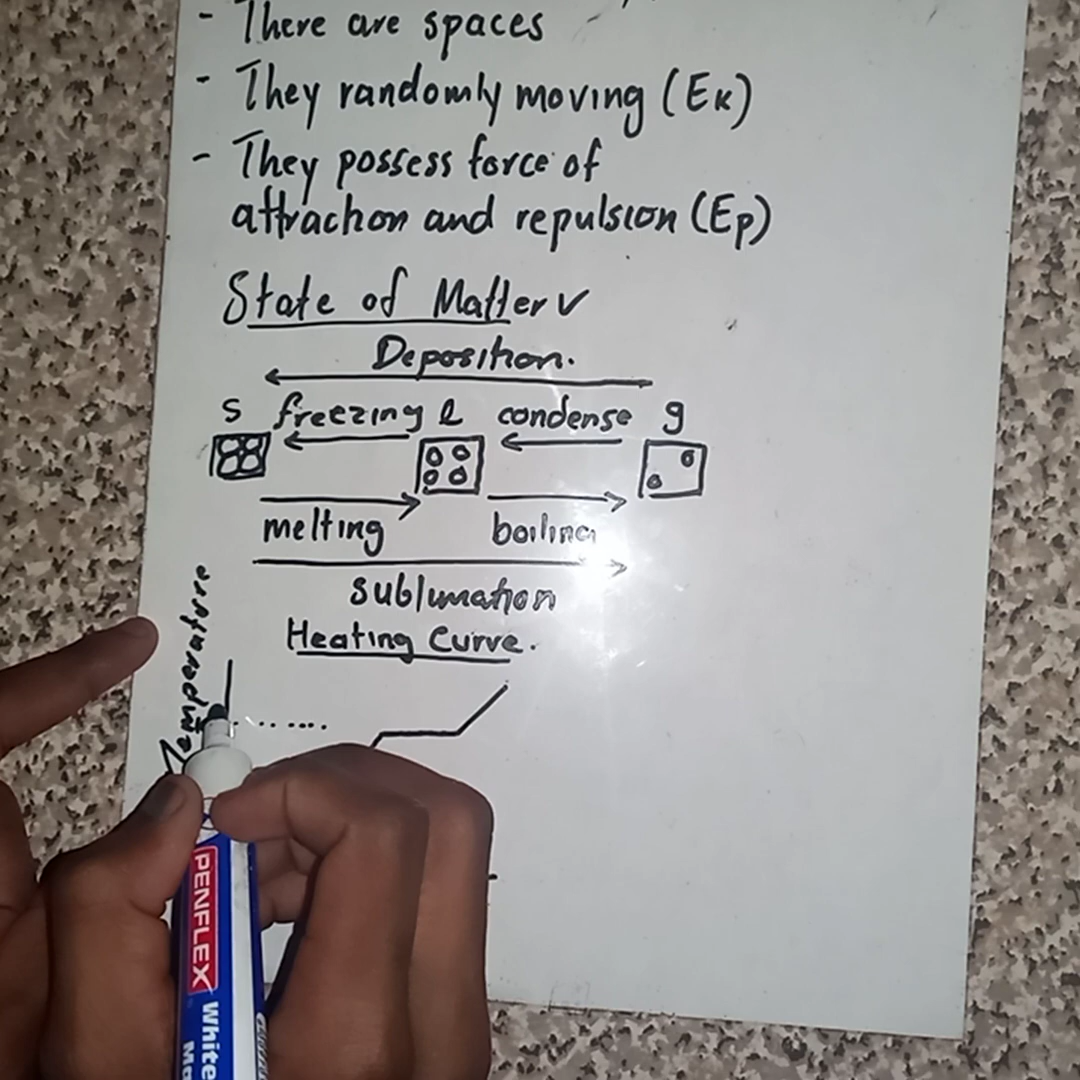 - There are spaces
- They randomly moving (Ek)
- They possess force of
attraction and repulsion (Ep)
State of Matter ✓
Deposition.
s freezing l condense g
melting boiling
sublimation
Heating Curve.
Temperature
PENFLEX
White
Ma